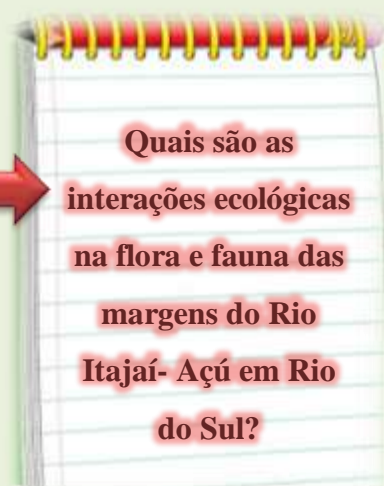 Quais são as
interações ecológicas
na flora e fauna das
margens do Rio
Itajaí- Açú em Rio
do Sul?